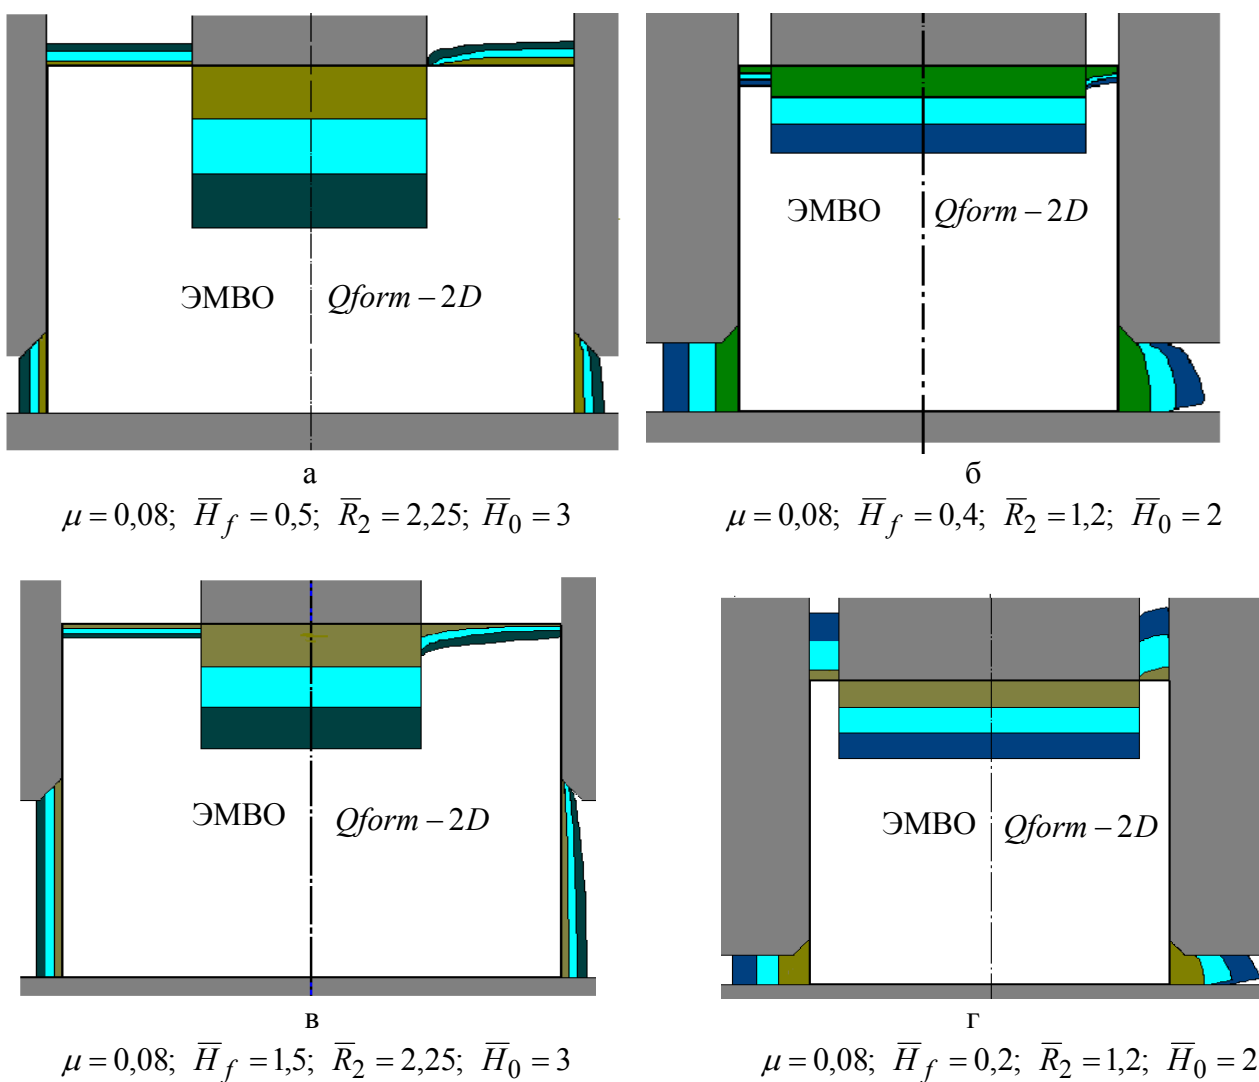 ЭМВО Qform – 2D
ЭМВО Qform – 2D
а
б
μ = 0,08; H̅f = 0,5; R̅2 = 2,25; H̅0 = 3
μ = 0,08; H̅f = 0,4; R̅2 = 1,2; H̅0 = 2
ЭМВО Qform – 2D
ЭМВО Qform – 2D
в
г
μ = 0,08; H̅f = 1,5; R̅2 = 2,25; H̅0 = 3
μ = 0,08; H̅f = 0,2; R̅2 = 1,2; H̅0 = 2